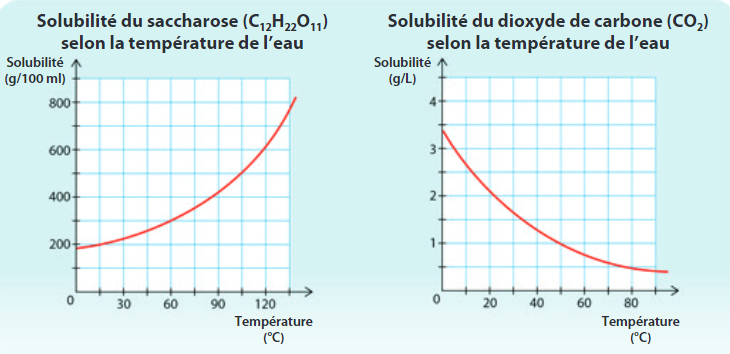 Solubilité du saccharose (C₁₂H₂₂O₁₁)
selon la température de l'eau
Solubilité
(g/100 ml)
800
600
400
200
0
30
60
90
120
Température
(°C)
Solubilité du dioxyde de carbone (CO₂)
selon la température de l'eau
Solubilité
(g/L)
4
3
2
1
0
20
40
60
80
Température
(°C)